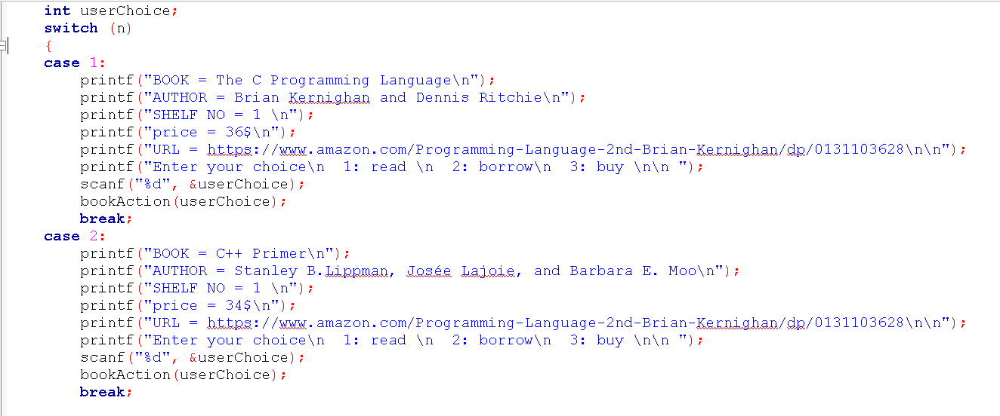 int userChoice;
switch (n)
{
case 1:
printf("BOOK = The C Programming Language\n");
printf("AUTHOR = Brian Kernighan and Dennis Ritchie\n");
printf("SHELF NO = 1 \n");
printf("price = 36$\n");
printf("URL = https://www.amazon.com/Programming-Language-2nd-Brian-Kernighan/dp/0131103628\n\n");
printf("Enter your choice\n  1: read \n  2: borrow\n  3: buy \n\n ");
scanf("%d", &userChoice);
bookAction(userChoice);
break;
case 2:
printf("BOOK = C++ Primer\n");
printf("AUTHOR = Stanley B.Lippman, Josée Lajoie, and Barbara E. Moo\n");
printf("SHELF NO = 1 \n");
printf("price = 34$\n");
printf("URL = https://www.amazon.com/Programming-Language-2nd-Brian-Kernighan/dp/0131103628\n\n");
printf("Enter your choice\n  1: read \n  2: borrow\n  3: buy \n\n ");
scanf("%d", &userChoice);
bookAction(userChoice);
break;